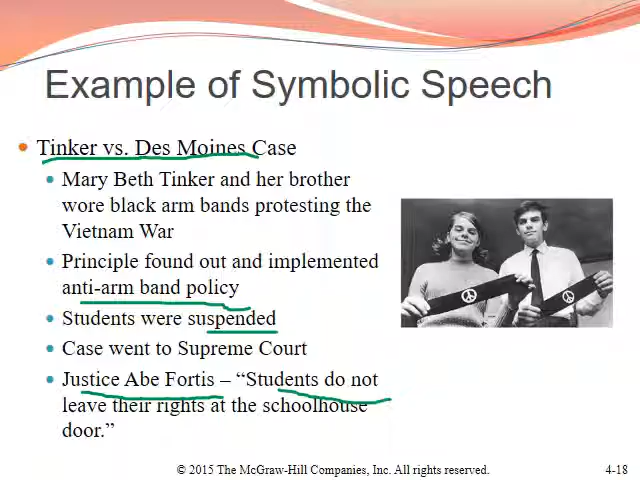 Example of Symbolic Speech
Tinker vs. Des Moines Case
Mary Beth Tinker and her brother
wore black arm bands protesting the
Vietnam War
Principle found out and implemented
anti-arm band policy
Students were suspended
Case went to Supreme Court
Justice Abe Fortis – “Students do not
leave their rights at the schoolhouse
door.”
© 2015 The McGraw-Hill Companies, Inc. All rights reserved.
4-18